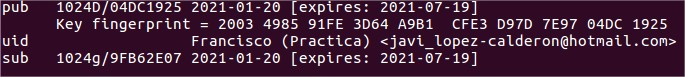 pub   1024D/04DC1925 2021-01-20 [expires: 2021-07-19]
      Key fingerprint = 2003 4985 91FE 3D64 A9B1  CFE3 D97D 7E97 04DC 1925
uid                  Francisco (Practica) <javi_lopez-calderon@hotmail.com>
sub   1024g/9FB62E07 2021-01-20 [expires: 2021-07-19]